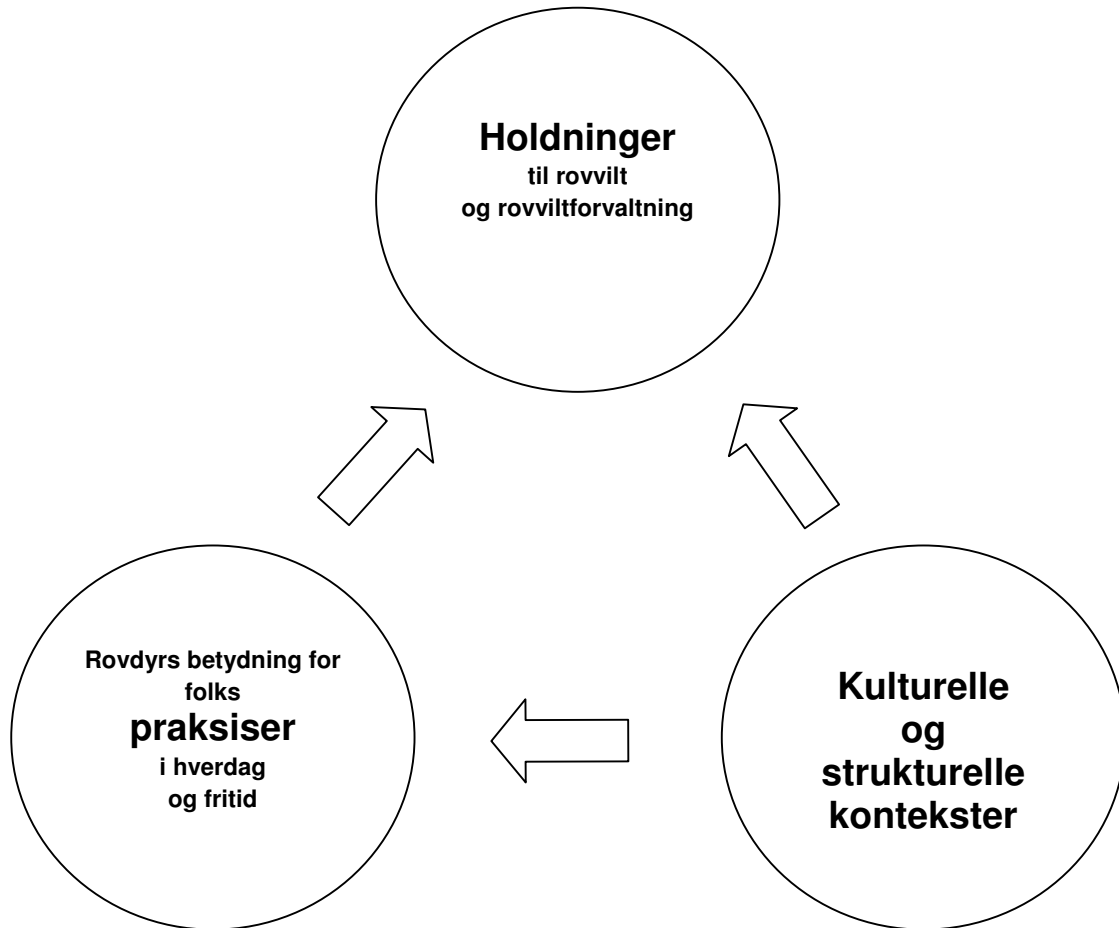 Holdninger
til rovvilt
og rovviltforvaltning
Rovdyrs betydning for
folks
praksiser
i hverdag
og fritid
Kulturelle
og
strukturelle
kontekster